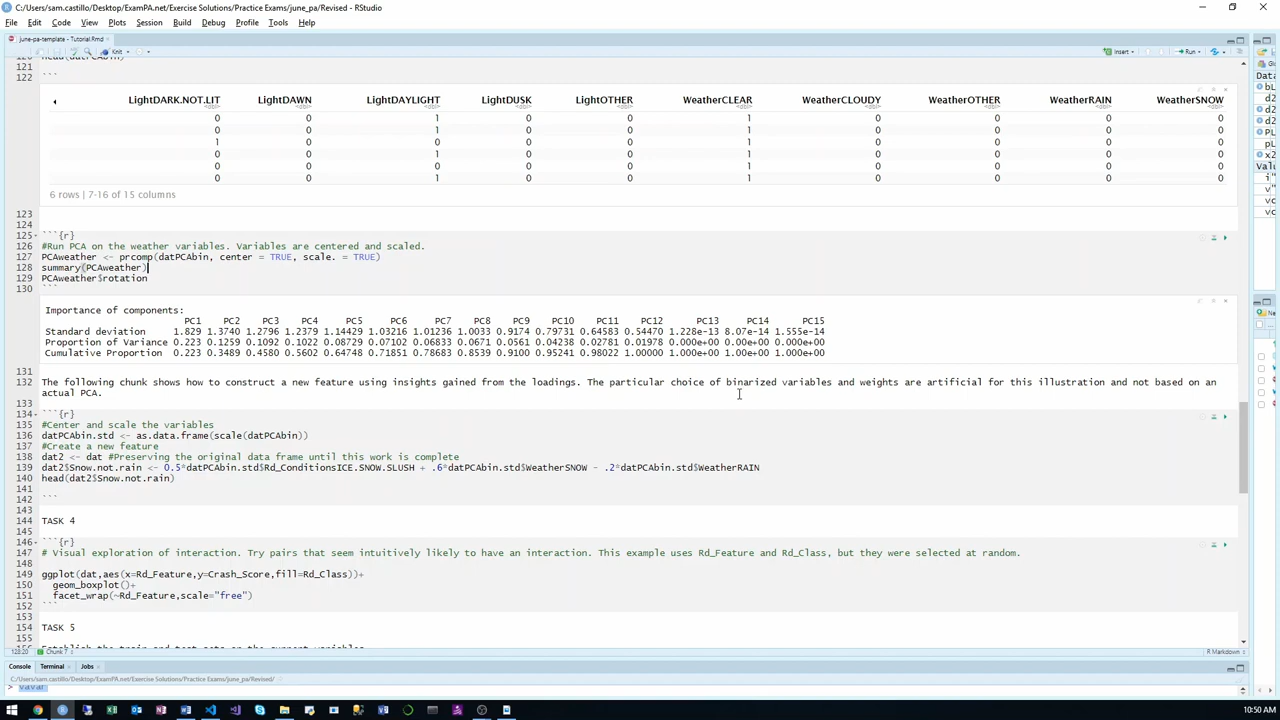 C:/Users/sam.castillo/Desktop/ExamPA.net/Exercise Solutions/Practice Exams/june_pa/Revised - RStudio
File Edit Code View Plots Session Build Debug Profile Tools Help
june-pa-template - Tutorial.Rmd
Knit Insert Run
121
122 ```
LightDARK.NOT.LIT LightDAWN LightDAYLIGHT LightDUSK LightOTHER WeatherCLEAR WeatherCLOUDY WeatherOTHER WeatherRAIN WeatherSNOW
<dbl> <dbl> <dbl> <dbl> <dbl> <dbl> <dbl> <dbl> <dbl> <dbl>
0 0 1 0 0 1 0 0 0 0
0 0 1 0 0 1 0 0 0 0
1 0 0 0 0 1 0 0 0 0
0 0 1 0 0 1 0 0 0 0
0 0 0 0 0 1 0 0 0 0
0 0 1 0 0 1 0 0 0 0
6 rows | 7-16 of 15 columns
123
124
125 ```{r}
126 #Run PCA on the weather variables. Variables are centered and scaled.
127 PCAweather <- prcomp(datPCAbin, center = TRUE, scale. = TRUE)
128 summary(PCAweather)
129 PCAweather$rotation
130 ```
Importance of components:
PC1 PC2 PC3 PC4 PC5 PC6 PC7 PC8 PC9 PC10 PC11 PC12 PC13 PC14 PC15
Standard deviation 1.829 1.3740 1.2796 1.2379 1.14429 1.03216 1.01236 1.0033 0.9174 0.79731 0.64583 0.54470 1.228e-13 8.07e-14 1.555e-14
Proportion of Variance 0.223 0.1259 0.1092 0.1022 0.08729 0.07102 0.06833 0.0671 0.0561 0.04238 0.02781 0.01978 0.000e+00 0.00e+00 0.000e+00
Cumulative Proportion 0.223 0.3489 0.4580 0.5602 0.64748 0.71851 0.78683 0.8539 0.9100 0.95241 0.98022 1.00000 1.000e+00 1.00e+00 1.000e+00
131
132 The following chunk shows how to construct a new feature using insights gained from the loadings. The particular choice of binarized variables and weights are artificial for this illustration and not based on an
actual PCA.
133
134 ```{r}
135 #Center and scale the variables
136 datPCAbin.std <- as.data.frame(scale(datPCAbin))
137 #Create a new feature
138 dat2 <- dat #Preserving the original data frame until this work is complete
139 dat2$Snow.not.rain <- 0.5*datPCAbin.std$Rd_ConditionsICE.SNOW.SLUSH + .6*datPCAbin.std$WeatherSNOW - .2*datPCAbin.std$WeatherRAIN
140 head(dat2$Snow.not.rain)
141
142 ```
143
144 TASK 4
145
146 ```{r}
147 # Visual exploration of interaction. Try pairs that seem intuitively likely to have an interaction. This example uses Rd_Feature and Rd_Class, but they were selected at random.
148
149 ggplot(dat,aes(x=Rd_Feature,y=Crash_Score,fill=Rd_Class))+
150 geom_boxplot()+
151 facet_wrap(~Rd_Feature,scale="free")
152 ```
153
154 TASK 5
155
128:20 Chunk 7 R Markdown
Console Terminal Jobs
C:/Users/sam.castillo/Desktop/ExamPA.net/Exercise Solutions/Practice Exams/june_pa/Revised/
10:50 AM